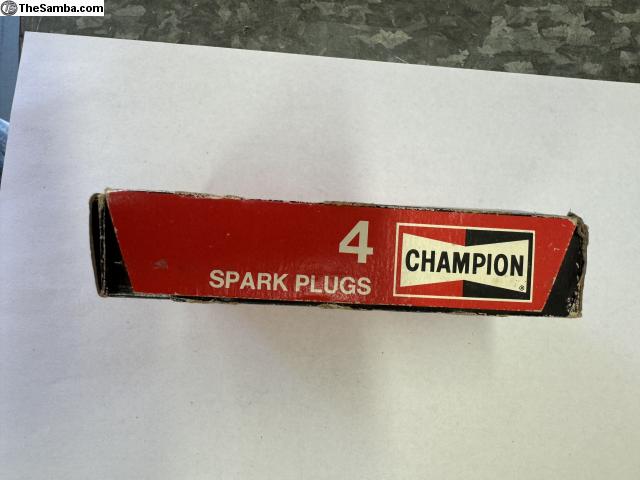 TheSamba.com
4
SPARK PLUGS
CHAMPION
®